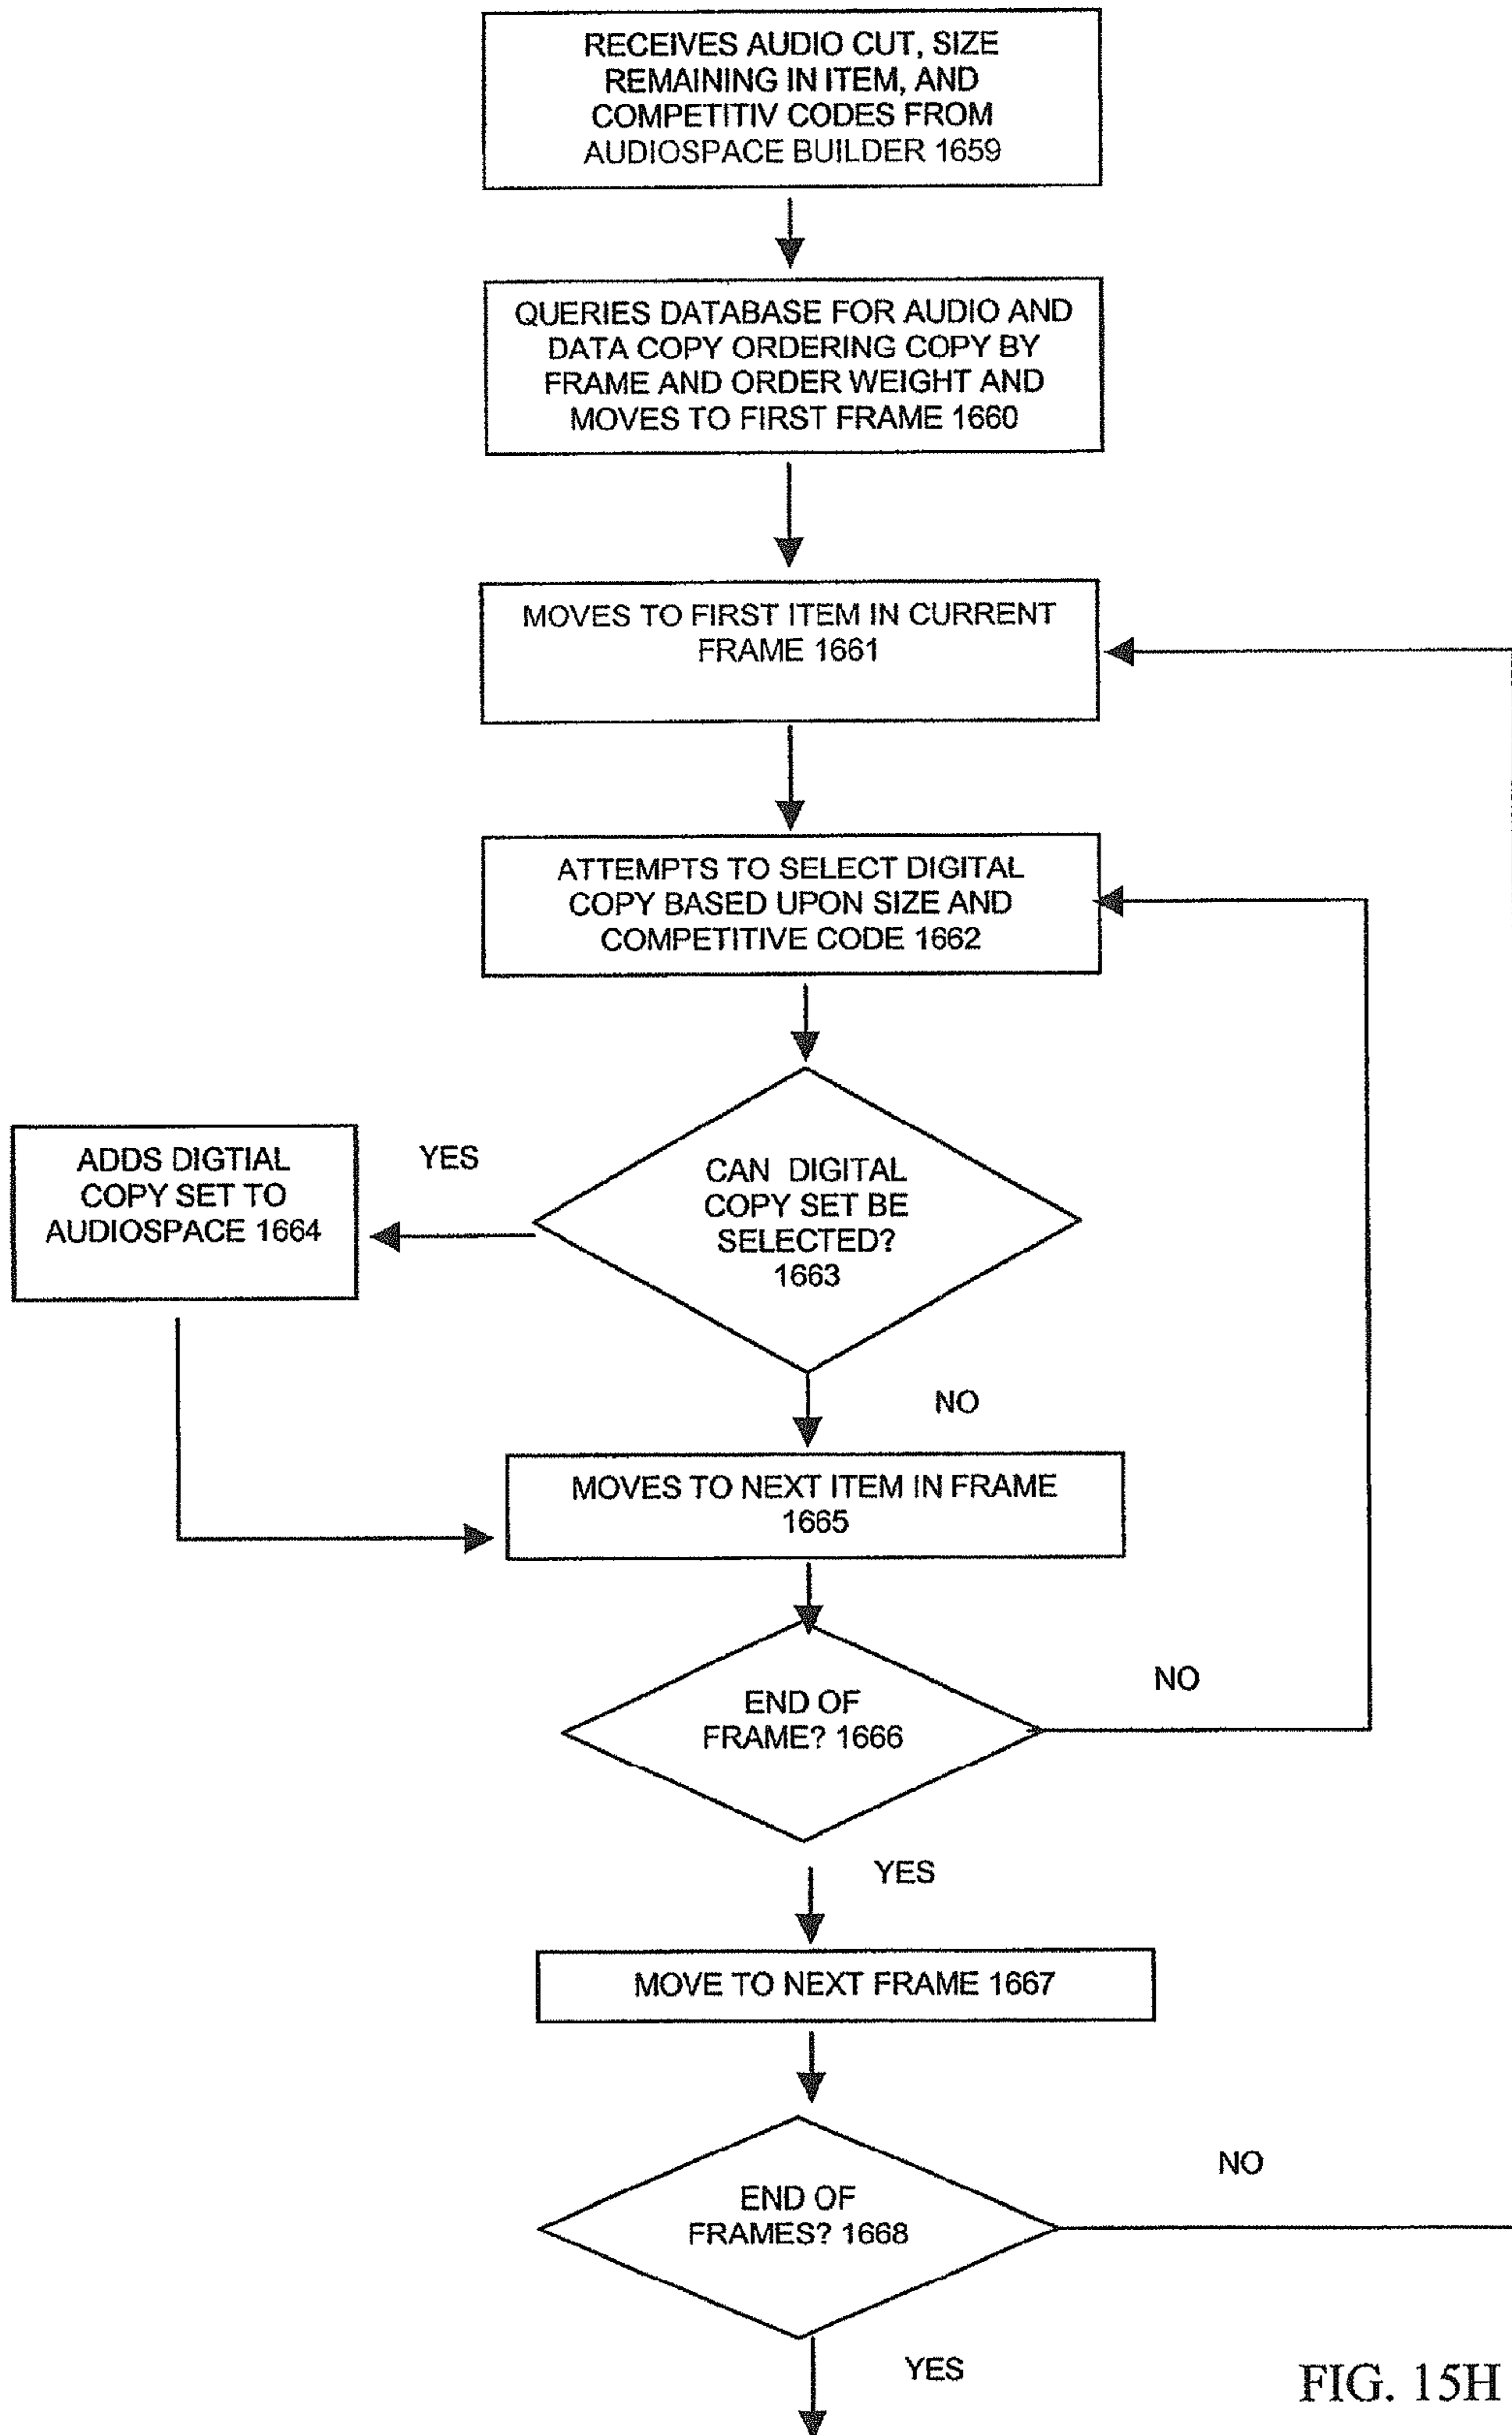 RECEIVES AUDIO CUT, SIZE
REMAINING IN ITEM, AND
COMPETITIV CODES FROM
AUDIOSPACE BUILDER 1659
QUERIES DATABASE FOR AUDIO AND
DATA COPY ORDERING COPY BY
FRAME AND ORDER WEIGHT AND
MOVES TO FIRST FRAME 1660
MOVES TO FIRST ITEM IN CURRENT
FRAME 1661
ATTEMPTS TO SELECT DIGITAL
COPY BASED UPON SIZE AND
COMPETITIVE CODE 1662
CAN DIGITAL
COPY SET BE
SELECTED?
1663
YES
ADDS DIGTIAL
COPY SET TO
AUDIOSPACE 1664
NO
MOVES TO NEXT ITEM IN FRAME
1665
END OF
FRAME? 1666
NO
YES
MOVE TO NEXT FRAME 1667
END OF
FRAMES? 1668
NO
YES
FIG. 15H